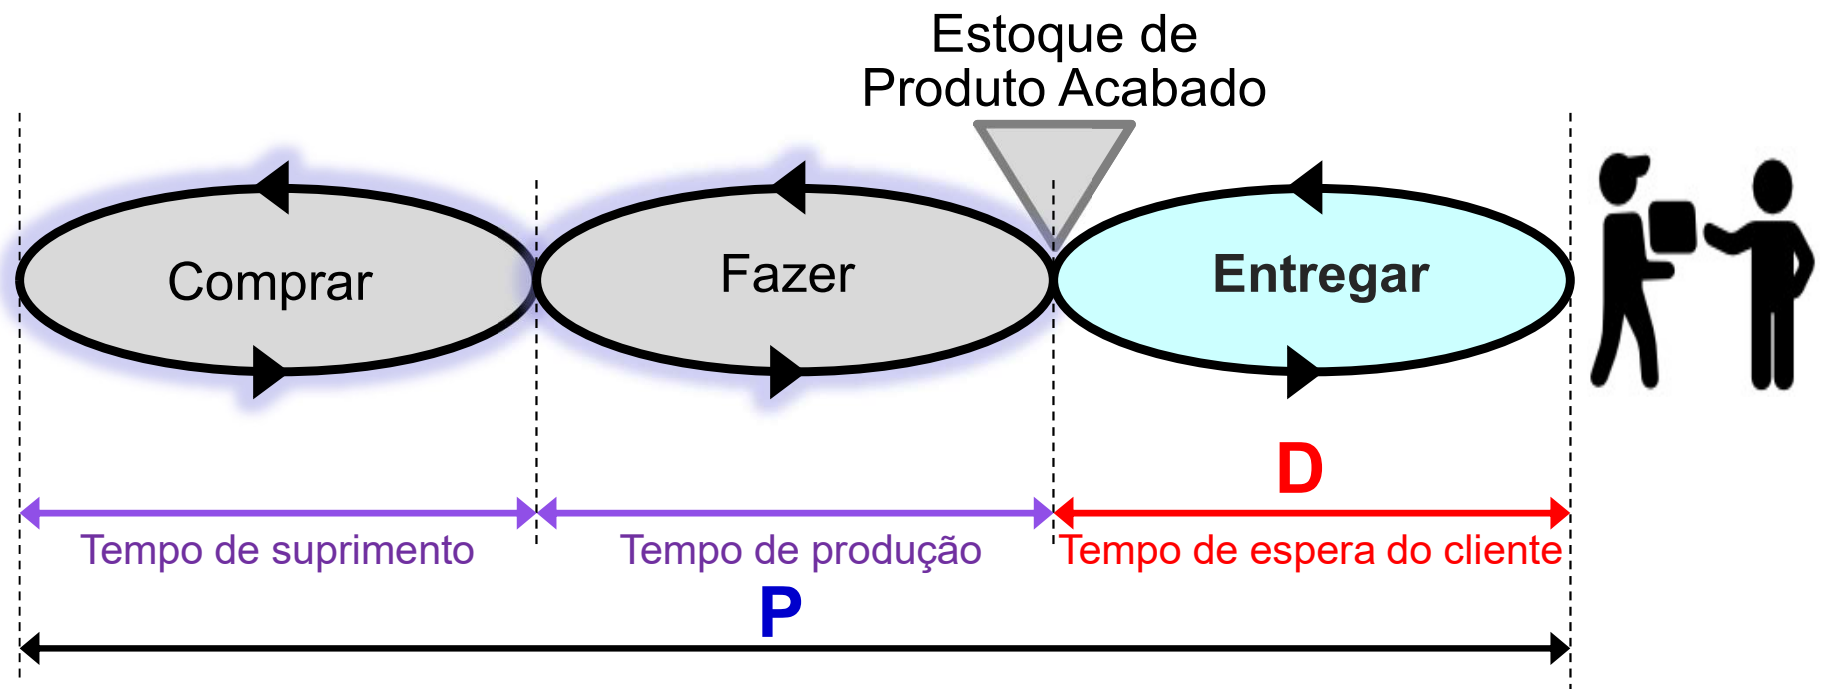 Estoque de
Produto Acabado
Comprar
Fazer
Entregar
D
Tempo de suprimento
Tempo de produção
Tempo de espera do cliente
P